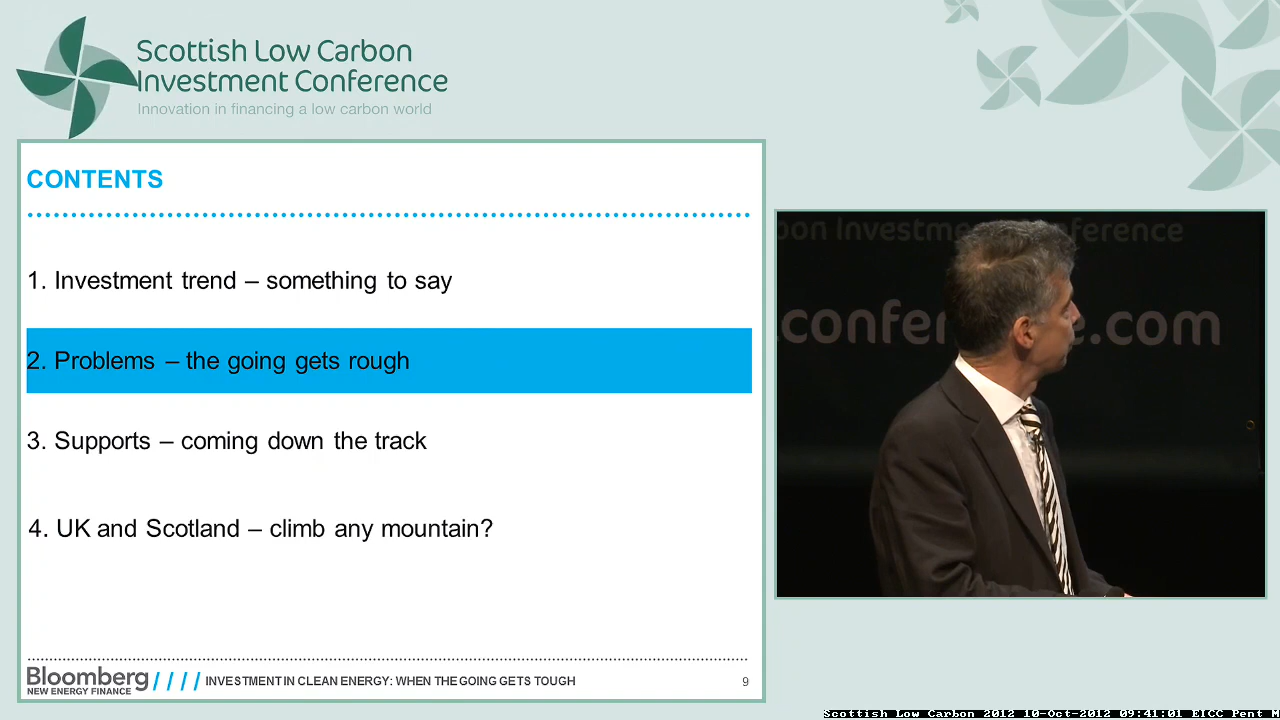 Scottish Low Carbon
Investment Conference
Innovation in financing a low carbon world
CONTENTS
1. Investment trend – something to say
2. Problems – the going gets rough
3. Supports – coming down the track
4. UK and Scotland – climb any mountain?
Bloomberg
NEW ENERGY FINANCE
//// INVESTMENT IN CLEAN ENERGY: WHEN THE GOING GETS TOUGH
9
bon Investment Conference
confer e.com
Scottish Low Carbon 2012 10-Oct-2012 09:41:01 EICC Pent M